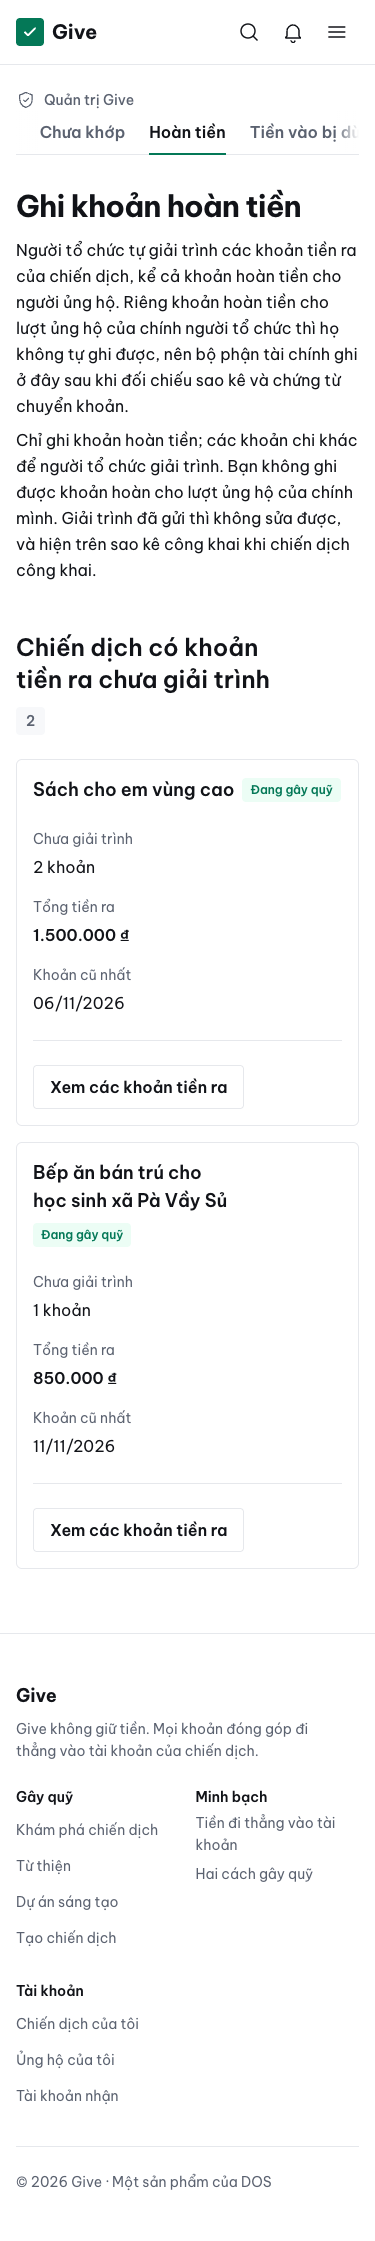 Give
Quản trị Give
Chưa khớp
Hoàn tiền
Tiền vào bị
Ghi khoản hoàn tiền
Người tổ chức tự giải trình các khoản tiền ra
của chiến dịch, kể cả khoản hoàn tiền cho
người ủng hộ. Riêng khoản hoàn tiền cho
lượt ủng hộ của chính người tổ chức thì họ
không tự ghi được, nên bộ phận tài chính ghi
ở đây sau khi đối chiếu sao kê và chứng từ
chuyển khoản.
Chỉ ghi khoản hoàn tiền; các khoản chi khác
để người tổ chức giải trình. Bạn không ghi
được khoản hoàn cho lượt ủng hộ của chính
mình. Giải trình đã gửi thì không sửa được,
và hiện trên sao kê công khai khi chiến dịch
công khai.
Chiến dịch có khoản
tiền ra chưa giải trình
2
Sách cho em vùng cao
Đang gây quỹ
Chưa giải trình
2 khoản
Tổng tiền ra
1.500.000 ₫
Khoản cũ nhất
06/11/2026
Xem các khoản tiền ra
Bếp ăn bán trú cho
học sinh xã Pà Vầy Sủ
Đang gây quỹ
Chưa giải trình
1 khoản
Tổng tiền ra
850.000 ₫
Khoản cũ nhất
11/11/2026
Xem các khoản tiền ra
Give
Give không giữ tiền. Mọi khoản đóng góp đi
thẳng vào tài khoản của chiến dịch.
Gây quỹ
Khám phá chiến dịch
Từ thiện
Dự án sáng tạo
Tạo chiến dịch
Minh bạch
Tiền đi thẳng vào tài
khoản
Hai cách gây quỹ
Tài khoản
Chiến dịch của tôi
Ủng hộ của tôi
Tài khoản nhận
© 2026 Give · Một sản phẩm của DOS